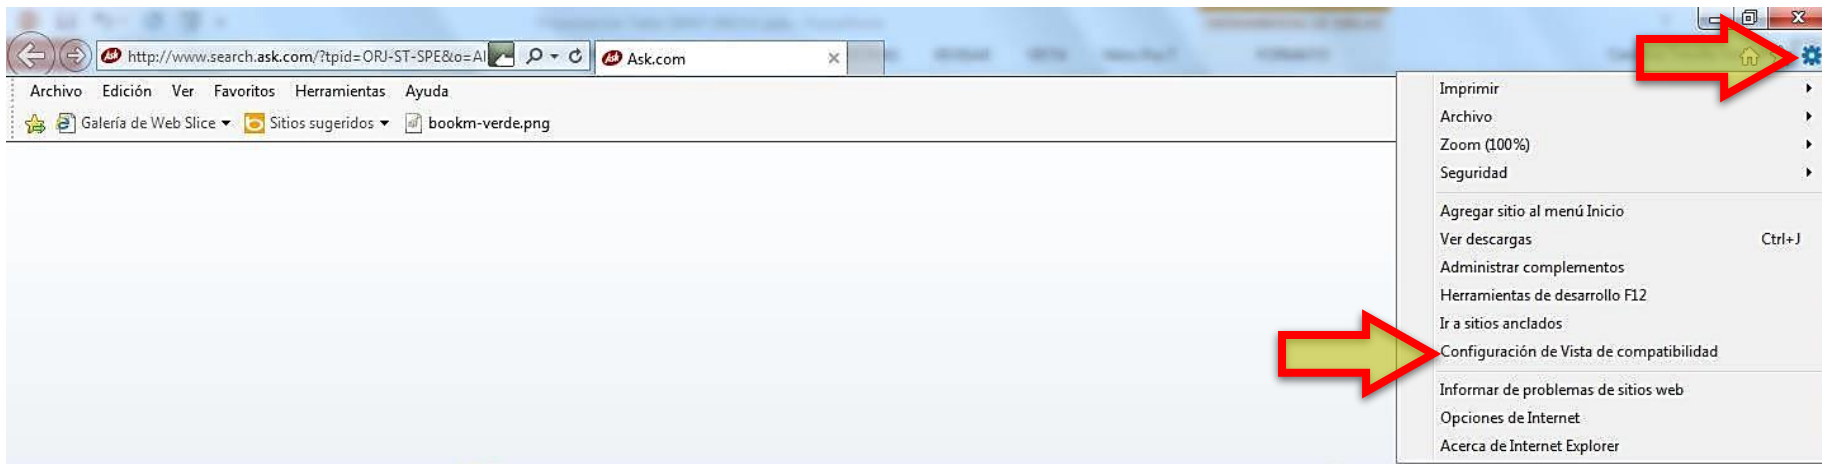 http://www.search.ask.com/?tpid=ORJ-ST-SPE&o=AI
Ask.com
Archivo Edición Ver Favoritos Herramientas Ayuda
Galería de Web Slice Sitios sugeridos bookm-verde.png
Imprimir
Archivo
Zoom (100%)
Seguridad
Agregar sitio al menú Inicio
Ver descargas Ctrl+J
Administrar complementos
Herramientas de desarrollo F12
Ir a sitios anclados
Configuración de Vista de compatibilidad
Informar de problemas de sitios web
Opciones de Internet
Acerca de Internet Explorer